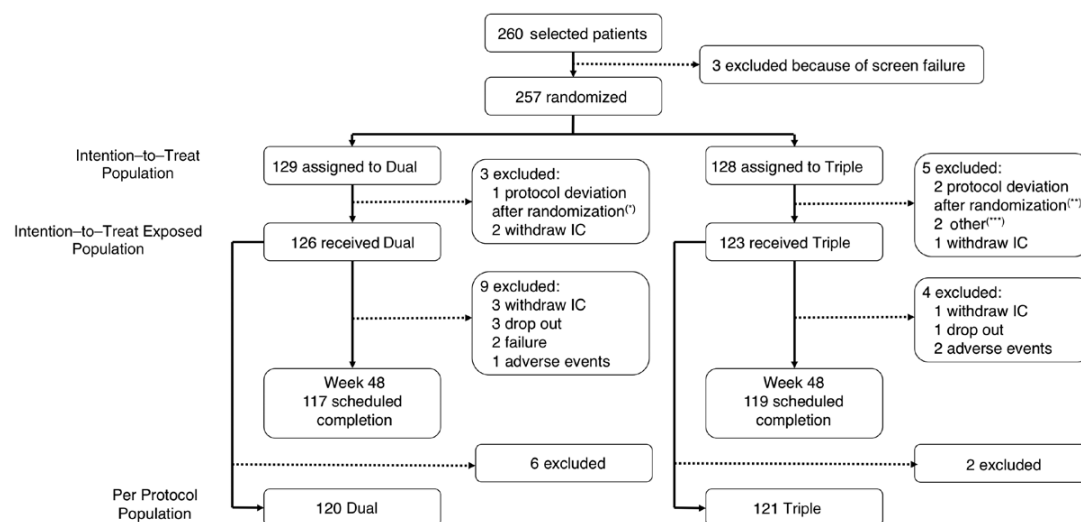 260 selected patients
3 excluded because of screen failure
257 randomized
Intention–to–Treat
Population
129 assigned to Dual
3 excluded:
1 protocol deviation
after randomization(*)
2 withdraw IC
128 assigned to Triple
5 excluded:
2 protocol deviation
after randomization(**)
2 other(***)
1 withdraw IC
Intention–to–Treat Exposed
Population
126 received Dual
123 received Triple
9 excluded:
3 withdraw IC
3 drop out
2 failure
1 adverse events
4 excluded:
1 withdraw IC
1 drop out
2 adverse events
Week 48
117 scheduled
completion
Week 48
119 scheduled
completion
6 excluded
2 excluded
Per Protocol
Population
120 Dual
121 Triple